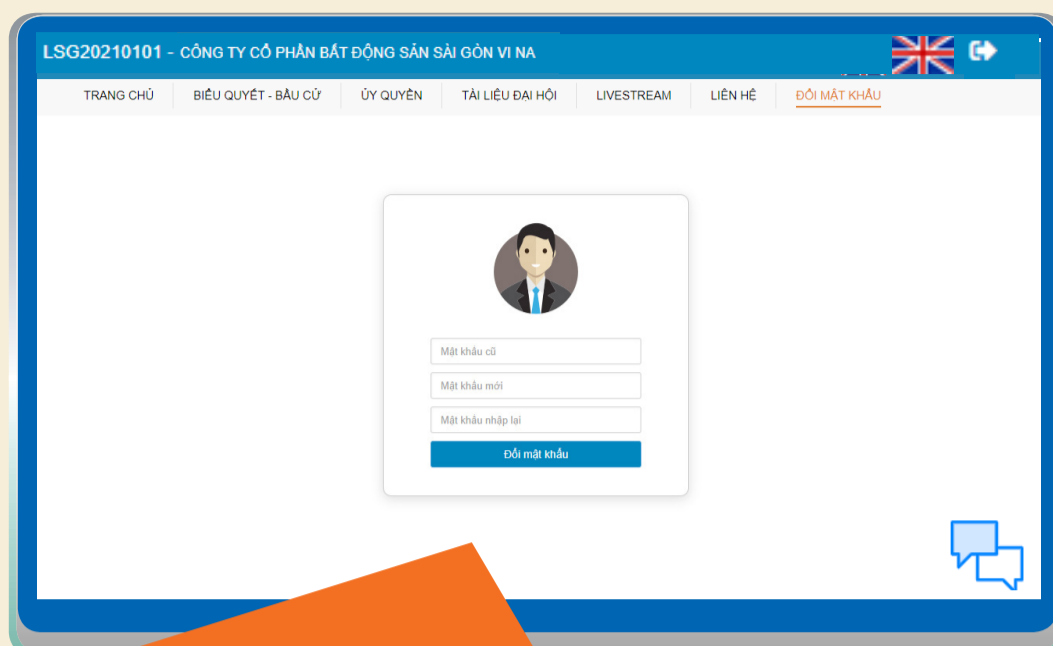 LSG20210101 - CÔNG TY CỔ PHẦN BẤT ĐỘNG SẢN SÀI GÒN VI NA
TRANG CHỦ BIỂU QUYẾT - BẦU CỬ ỦY QUYỀN TÀI LIỆU ĐẠI HỘI LIVESTREAM LIÊN HỆ ĐỔI MẬT KHẨU
Mật khẩu cũ
Mật khẩu mới
Mật khẩu nhập lại
Đổi mật khẩu